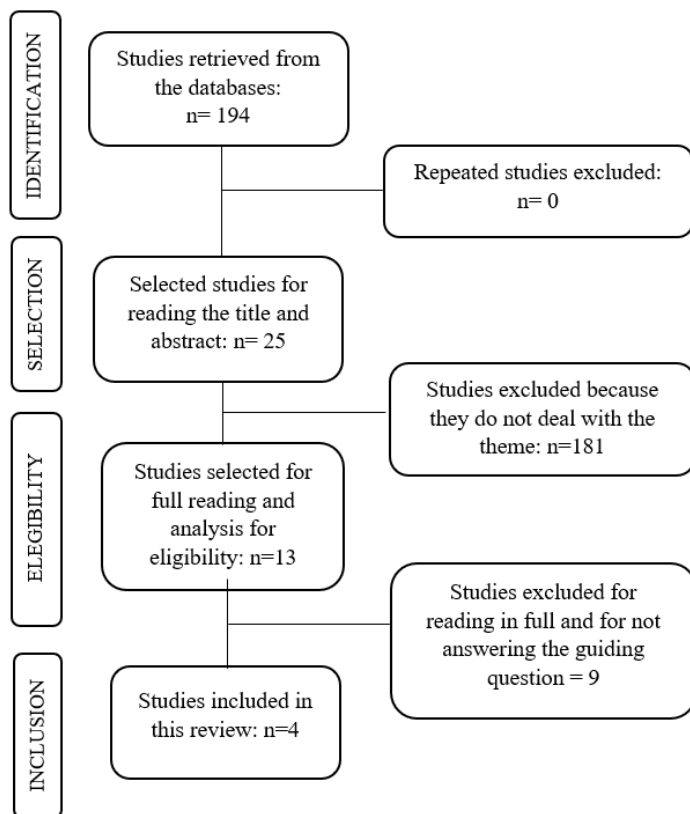 IDENTIFICATION
Studies retrieved from
the databases:
n= 194
Repeated studies excluded:
n= 0
SELECTION
Selected studies for
reading the title and
abstract: n= 25
Studies excluded because
they do not deal with the
theme: n=181
ELEGIBILITY
Studies selected for
full reading and
analysis for
eligibility: n=13
Studies excluded for
reading in full and for not
answering the guiding
question = 9
INCLUSION
Studies included in
this review: n=4